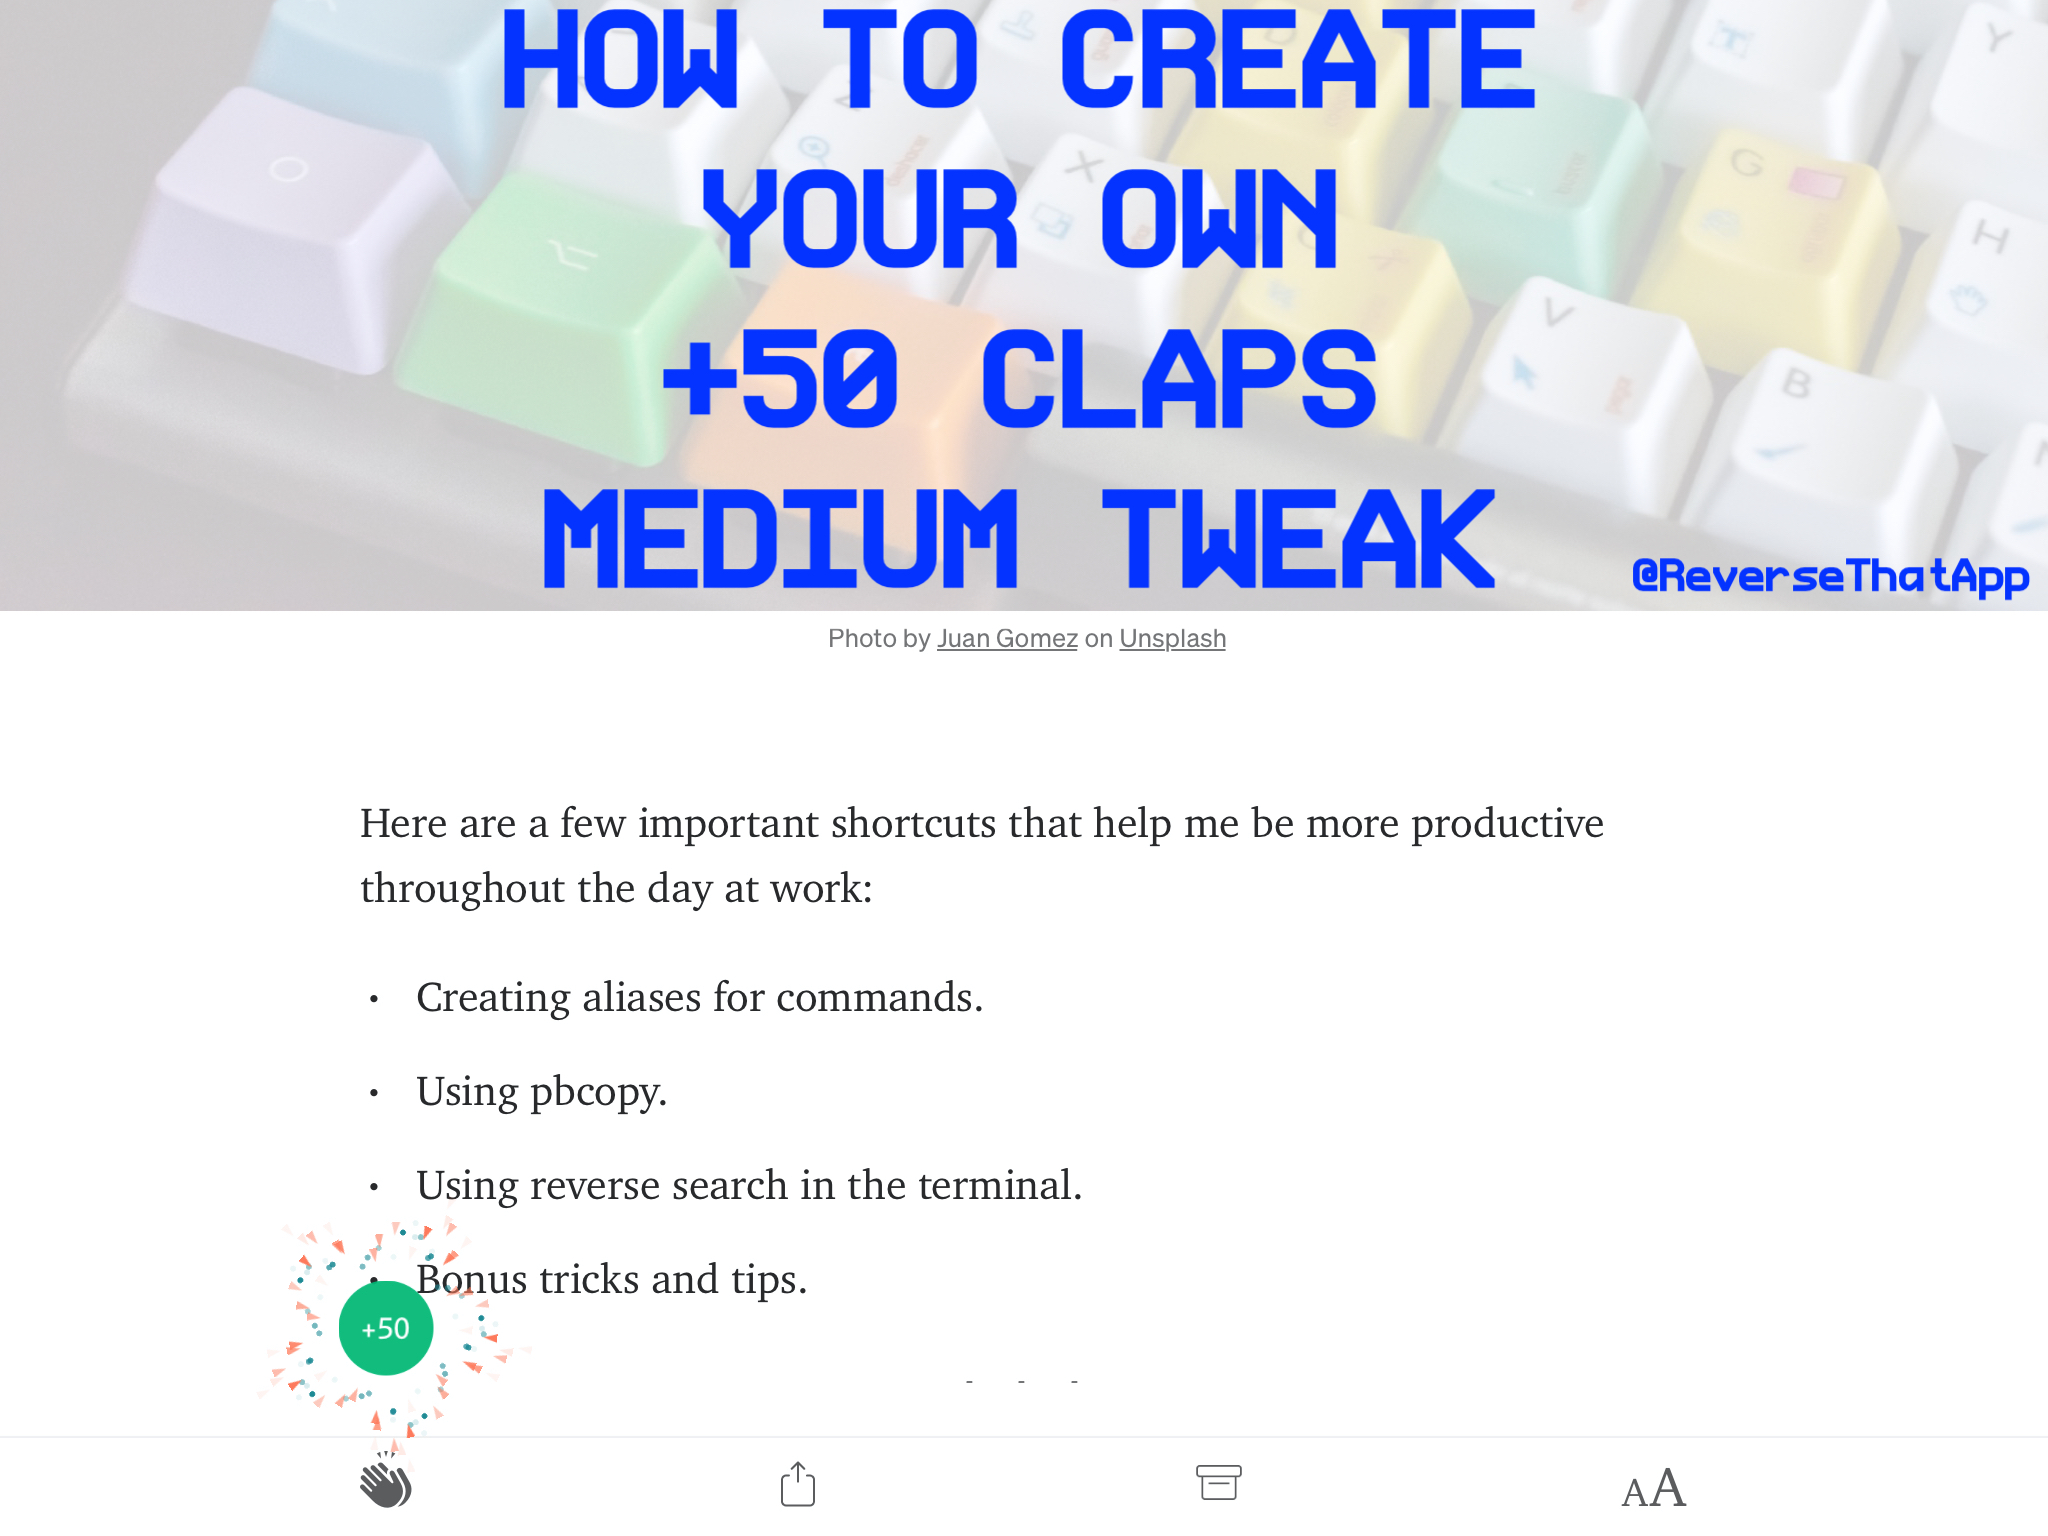 HOW TO CREATE
YOUR OWN
+50 CLAPS
MEDIUM TWEAK
@ReverseThatApp
O
Z
X
G
Y
H
V
B
Photo by Juan Gomez on Unsplash
Here are a few important shortcuts that help me be more productive
throughout the day at work:
• Creating aliases for commands.
• Using pbcopy.
• Using reverse search in the terminal.
• Bonus tricks and tips.
+50
- - -
AA